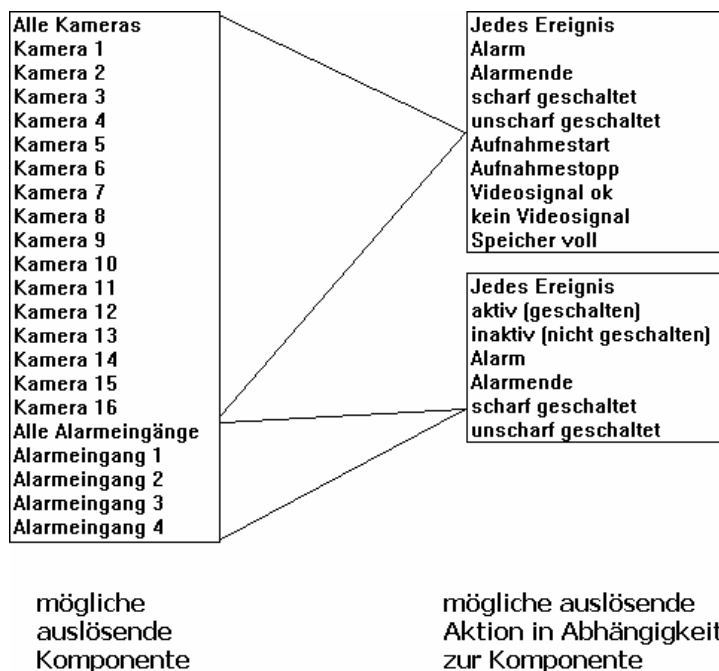 Alle Kameras
Kamera 1
Kamera 2
Kamera 3
Kamera 4
Kamera 5
Kamera 6
Kamera 7
Kamera 8
Kamera 9
Kamera 10
Kamera 11
Kamera 12
Kamera 13
Kamera 14
Kamera 15
Kamera 16
Alle Alarmeingänge
Alarmeingang 1
Alarmeingang 2
Alarmeingang 3
Alarmeingang 4
Jedes Ereignis
Alarm
Alarmende
scharf geschaltet
unscharf geschaltet
Aufnahmestart
Aufnahmestopp
Videosignal ok
kein Videosignal
Speicher voll
Jedes Ereignis
aktiv (geschalten)
inaktiv (nicht geschalten)
Alarm
Alarmende
scharf geschaltet
unscharf geschaltet
mögliche
auslösende
Komponente
mögliche auslösende
Aktion in Abhängigkeit
zur Komponente